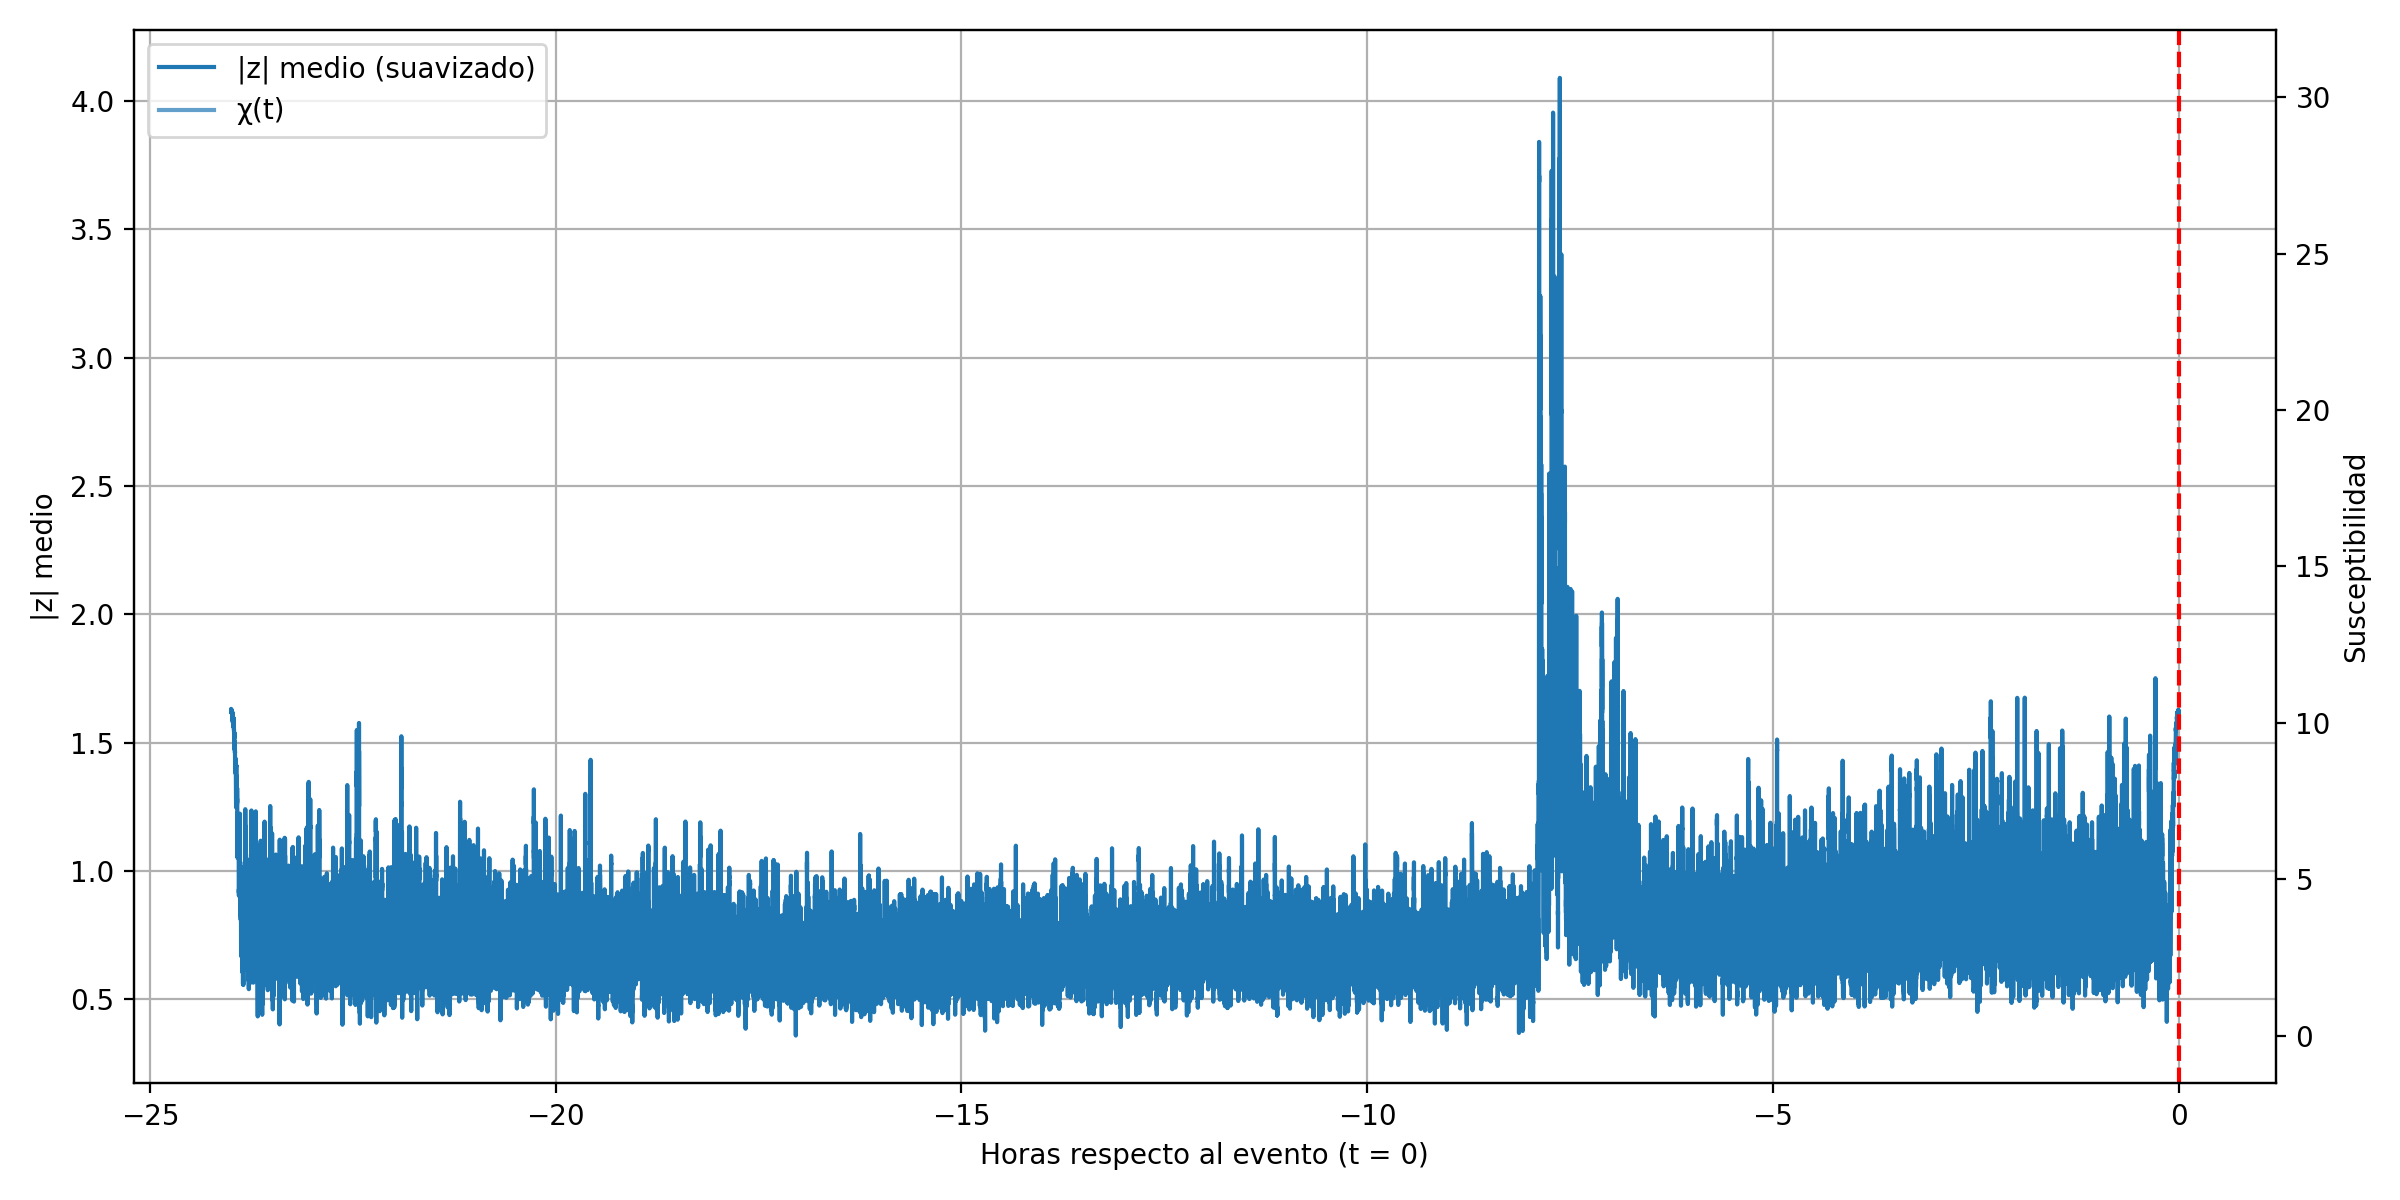 |z| medio (suavizado)
χ(t)
4.0
3.5
3.0
2.5
2.0
1.5
1.0
0.5
|z| medio
30
25
20
15
10
5
0
Susceptibilidad
−25 −20 −15 −10 −5 0
Horas respecto al evento (t = 0)